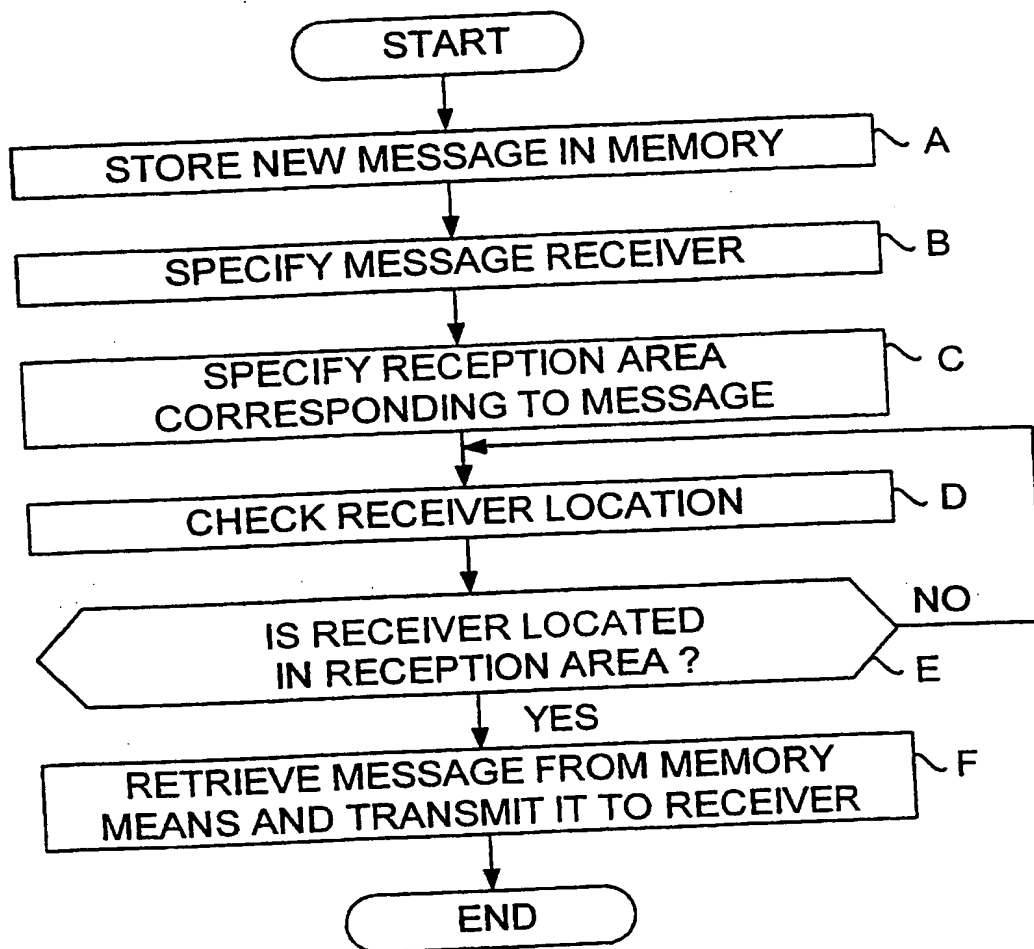 START
STORE NEW MESSAGE IN MEMORY
A
SPECIFY MESSAGE RECEIVER
B
SPECIFY RECEPTION AREA
CORRESPONDING TO MESSAGE
C
CHECK RECEIVER LOCATION
D
IS RECEIVER LOCATED
IN RECEPTION AREA ?
E
NO
YES
RETRIEVE MESSAGE FROM MEMORY
MEANS AND TRANSMIT IT TO RECEIVER
F
END